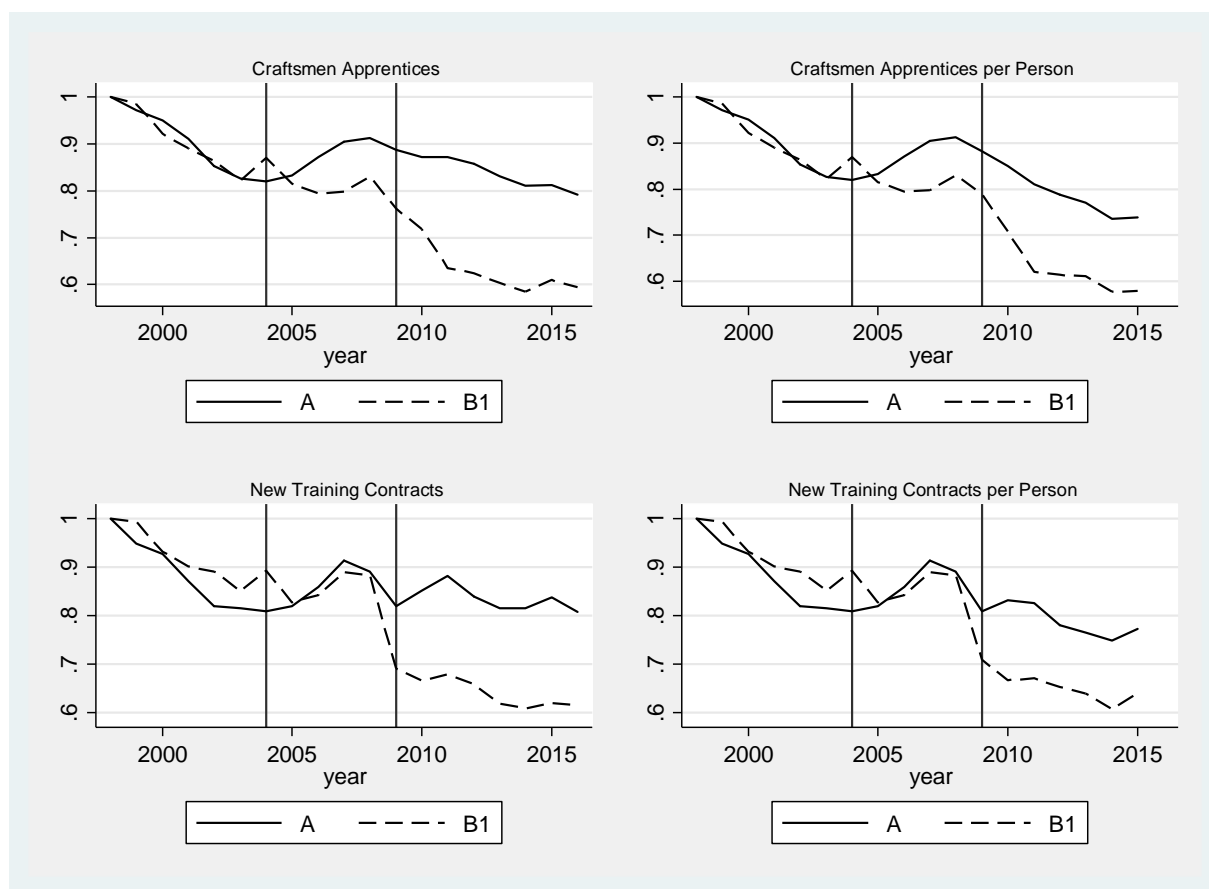 Craftsmen Apprentices
1
.9
.8
.7
.6
2000 2005 2010 2015
year
A B1
Craftsmen Apprentices per Person
1
.9
.8
.7
.6
2000 2005 2010 2015
year
A B1
New Training Contracts
1
.9
.8
.7
.6
2000 2005 2010 2015
year
A B1
New Training Contracts per Person
1
.9
.8
.7
.6
2000 2005 2010 2015
year
A B1